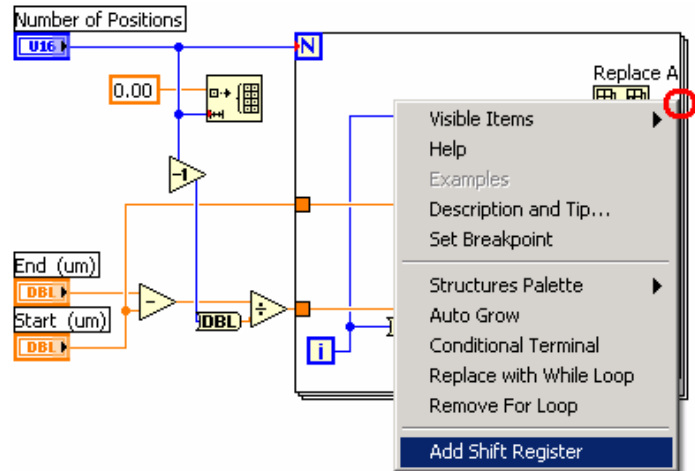 Number of Positions
U16
N
0.00
Replace A
-1
End (um)
DBL
Start (um)
DBL
DBL
÷
i
Visible Items
Help
Examples
Description and Tip...
Set Breakpoint
Structures Palette
Auto Grow
Conditional Terminal
Replace with While Loop
Remove For Loop
Add Shift Register